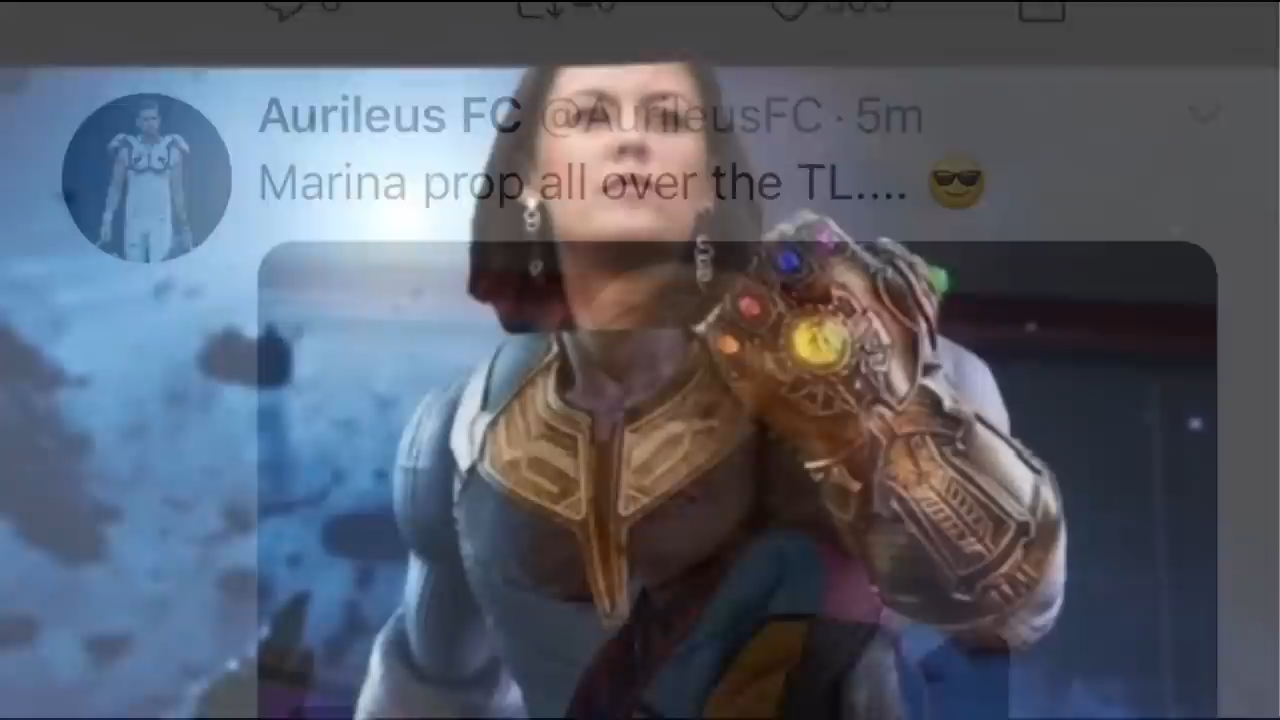 Aurileus FC @AurileusFC · 5m
Marina prop all over the TL.... 😎